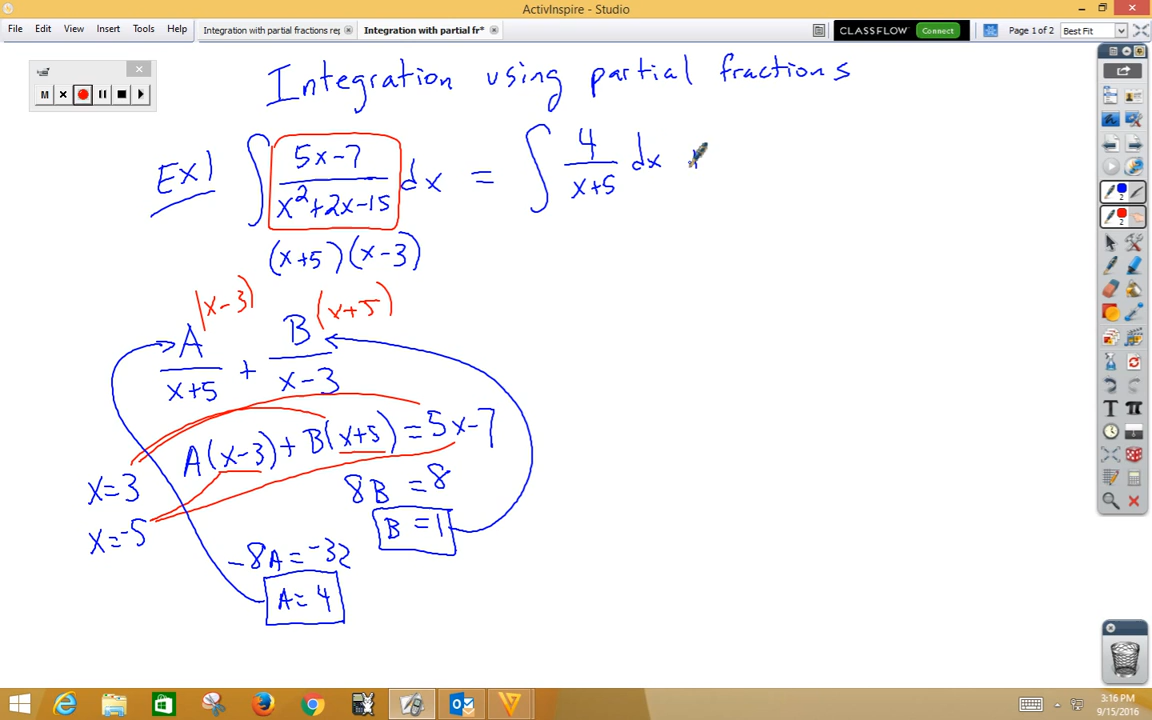 ActivInspire - Studio
File Edit View Insert Tools Help
Integration with partial fractions rep
Integration with partial fr*
CLASSFLOW Connect
Page 1 of 2
Best Fit
M
Integration using partial fractions
Ex 1 ∫ (5x-7)/(x²+2x-15) dx = ∫ 4/(x+5) dx
(x+5)(x-3)
A(x-3)/(x+5) + B(x+5)/(x-3)
A(x-3)+B(x+5)=5x-7
x=3
8B=8
x=-5
B=1
-8A=-32
A=4
2
2
3:16 PM
9/15/2016